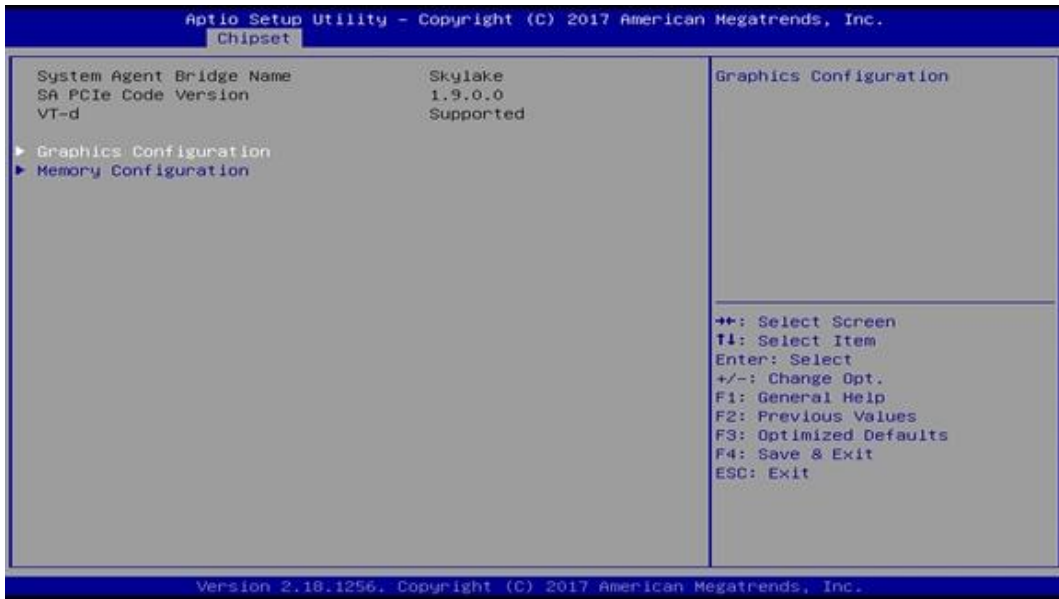 Aptio Setup Utility – Copyright (C) 2017 American Megatrends, Inc.
Chipset
System Agent Bridge Name Skylake
SA PCIe Code Version 1.9.0.0
VT-d Supported
► Graphics Configuration
► Memory Configuration
Graphics Configuration
→←: Select Screen
↑↓: Select Item
Enter: Select
+/-: Change Opt.
F1: General Help
F2: Previous Values
F3: Optimized Defaults
F4: Save & Exit
ESC: Exit
Version 2.18.1256. Copyright (C) 2017 American Megatrends, Inc.